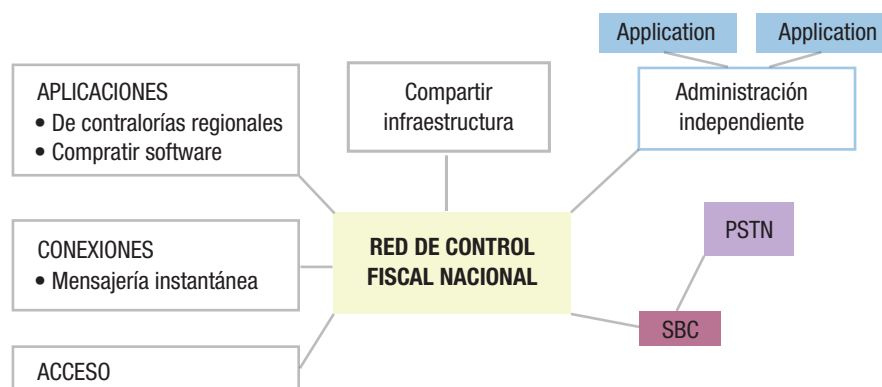 Application
Application
APLICACIONES
• De contralorías regionales
• Compratir software
Compartir
infraestructura
Administración
independiente
CONEXIONES
• Mensajería instantánea
RED DE CONTROL
FISCAL NACIONAL
PSTN
SBC
ACCESO